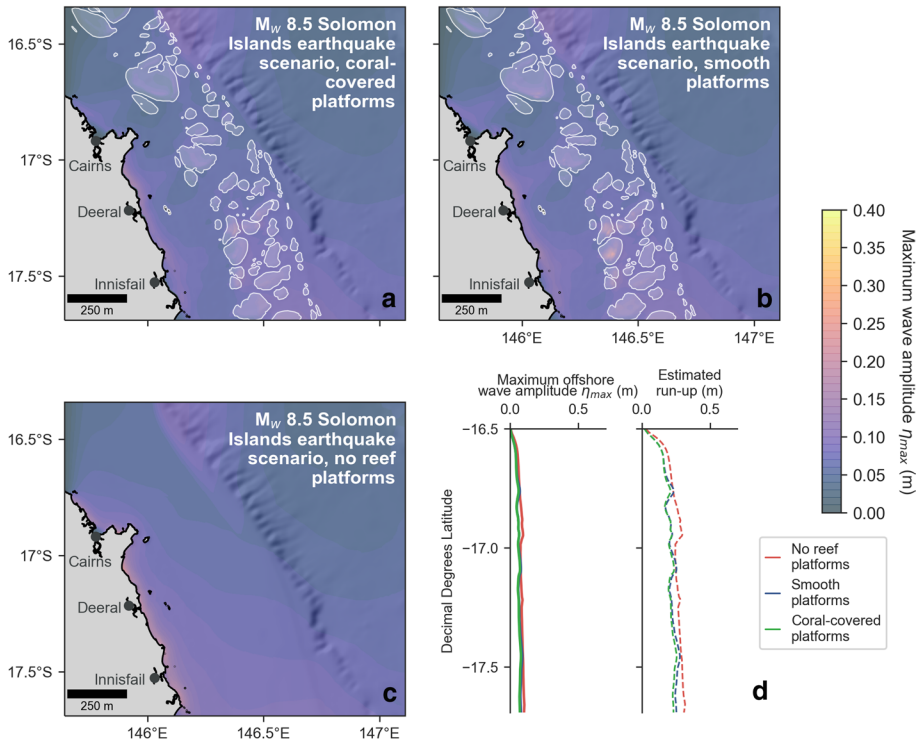 M_W 8.5 Solomon
Islands earthquake
scenario, coral-
covered
platforms
16.5°S
17°S
17.5°S
Cairns
Deeral
Innisfail
250 m
a
M_W 8.5 Solomon
Islands earthquake
scenario, smooth
platforms
Cairns
Deeral
Innisfail
250 m
b
146°E
146.5°E
147°E
0.40
0.35
0.30
0.25
0.20
0.15
0.10
0.05
0.00
Maximum wave amplitude η_max (m)
M_W 8.5 Solomon
Islands earthquake
scenario, no reef
platforms
16.5°S
17°S
17.5°S
Cairns
Deeral
Innisfail
250 m
c
146°E
146.5°E
147°E
Maximum offshore
wave amplitude η_max (m)
0.0
0.5
Estimated
run-up (m)
0.0
0.5
Decimal Degrees Latitude
−16.5
−17.0
−17.5
d
No reef
platforms
Smooth
platforms
Coral-covered
platforms